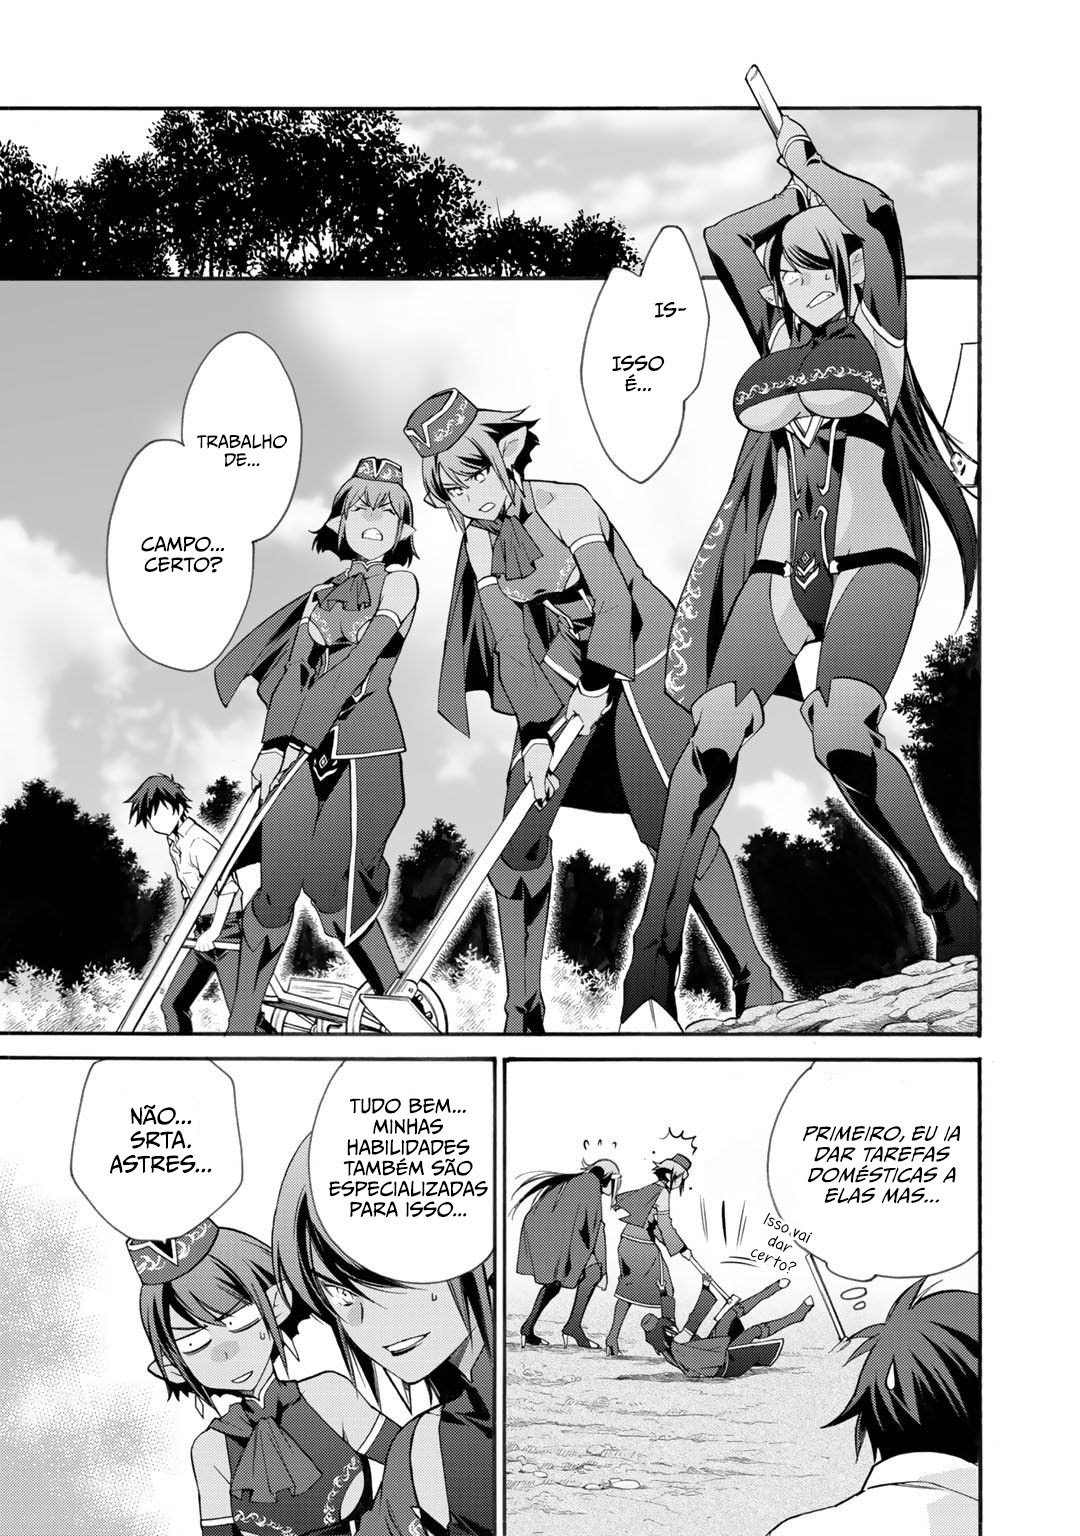 IS-
ISSO
É...
TRABALHO
DE...
CAMPO...
CERTO?
PRIMEIRO, EU IA
DAR TAREFAS
DOMÉSTICAS A
ELAS MAS...
Isso vai
dar
certo?
TUDO BEM...
MINHAS
HABILIDADES
TAMBÉM SÃO
ESPECIALIZADAS
PARA ISSO...
NÃO...
SRTA.
ASTRES...